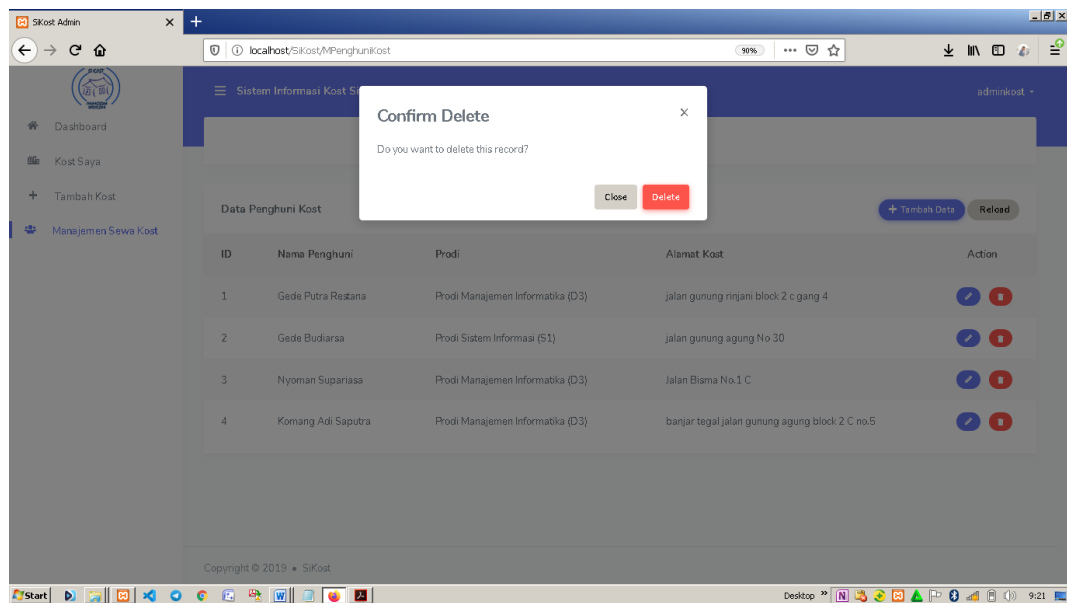 SiKost Admin
localhost/SiKost/MPenghuniKost
90%
Sistem Informasi Kost Si
adminkost
Dashboard
Kost Saya
Tambah Kost
Manajemen Sewa Kost
Confirm Delete
Do you want to delete this record?
Close
Delete
Data Penghuni Kost
+ Tambah Data
Reload
ID Nama Penghuni Prodi Alamat Kost Action
1 Gede Putra Restana Prodi Manajemen Informatika (D3) jalan gunung rinjani block 2 c gang 4
2 Gede Budiarsa Prodi Sistem Informasi (S1) jalan gunung agung No 30
3 Nyoman Supariasa Prodi Manajemen Informatika (D3) Jalan Bisma No.1 C
4 Komang Adi Saputra Prodi Manajemen Informatika (D3) banjar tegal jalan gunung agung block 2 C no.5
Copyright © 2019 • SiKost
Start
Desktop
9:21